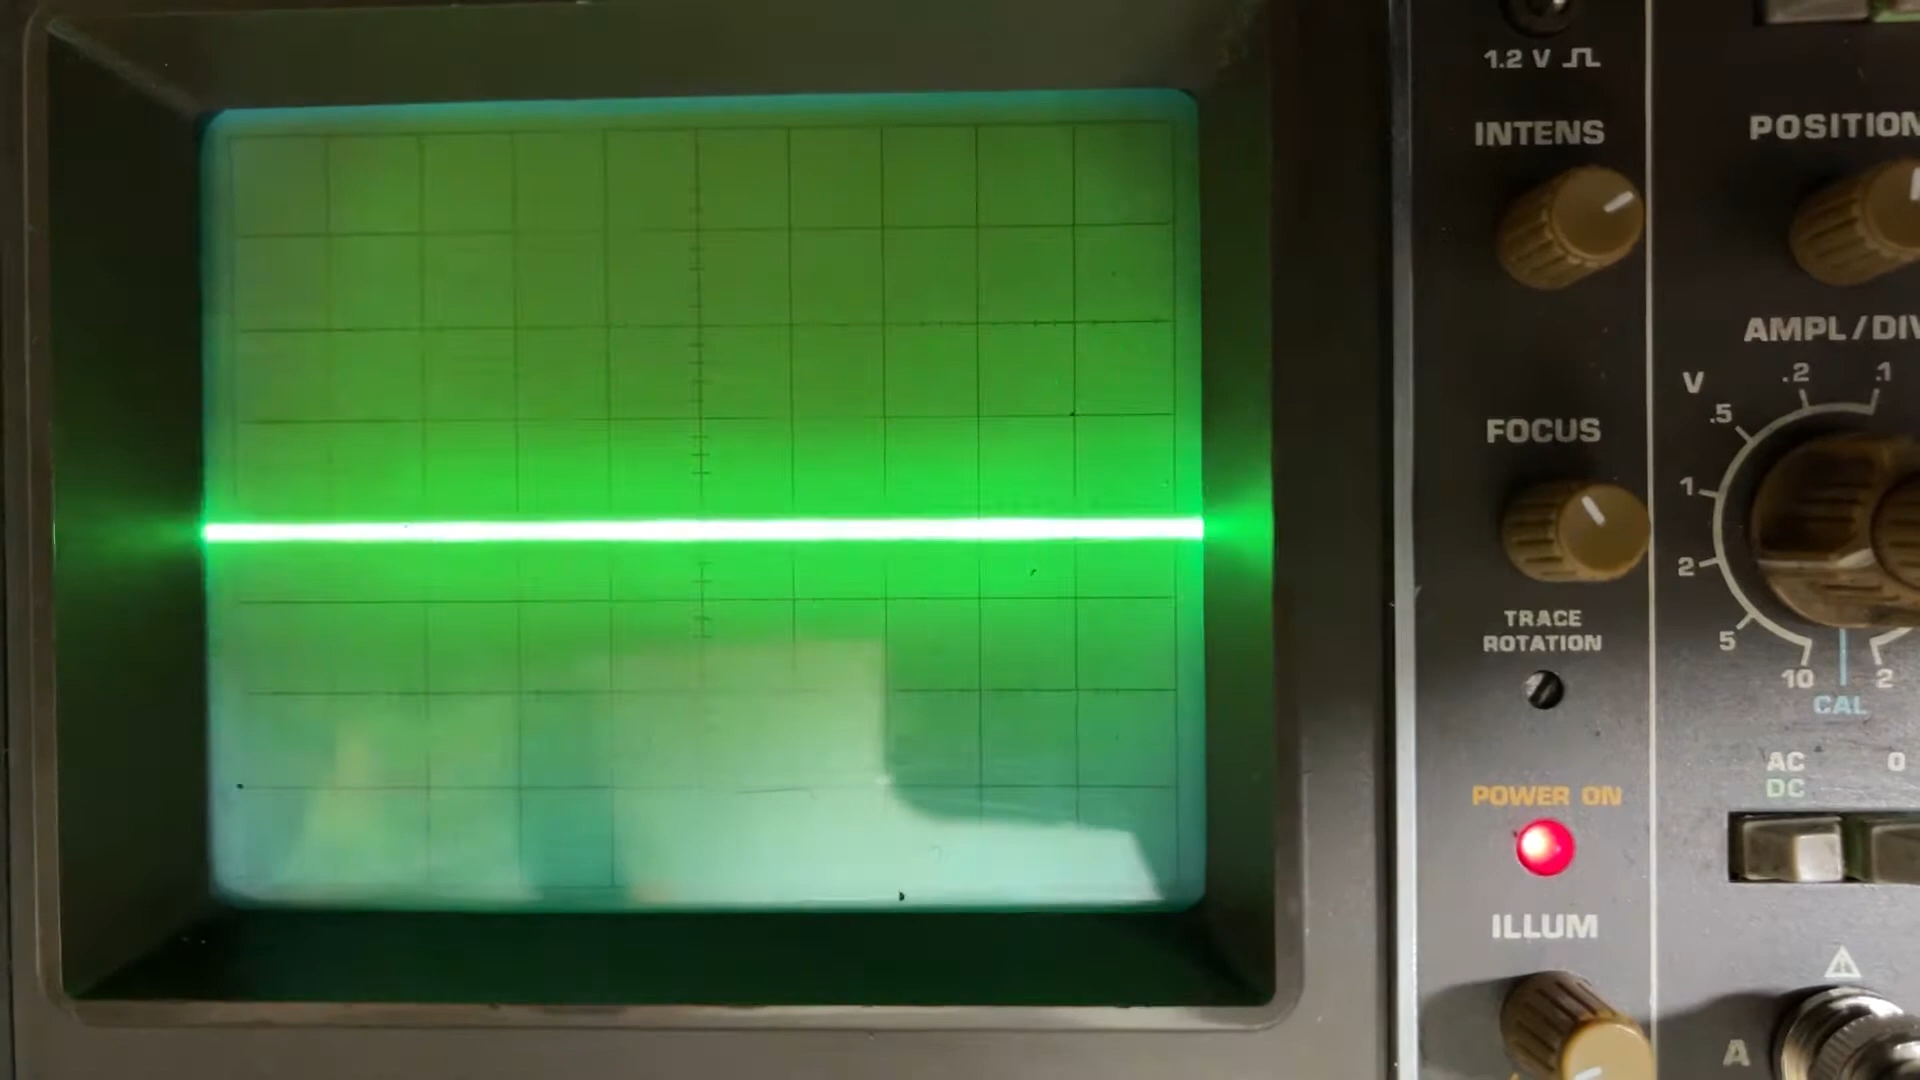 1.2 V
INTENS
POSITION
AMPL/DIV
V
.2
.1
.5
FOCUS
1
2
TRACE
ROTATION
5
10
2
CAL
AC
DC
0
POWER ON
ILLUM
A